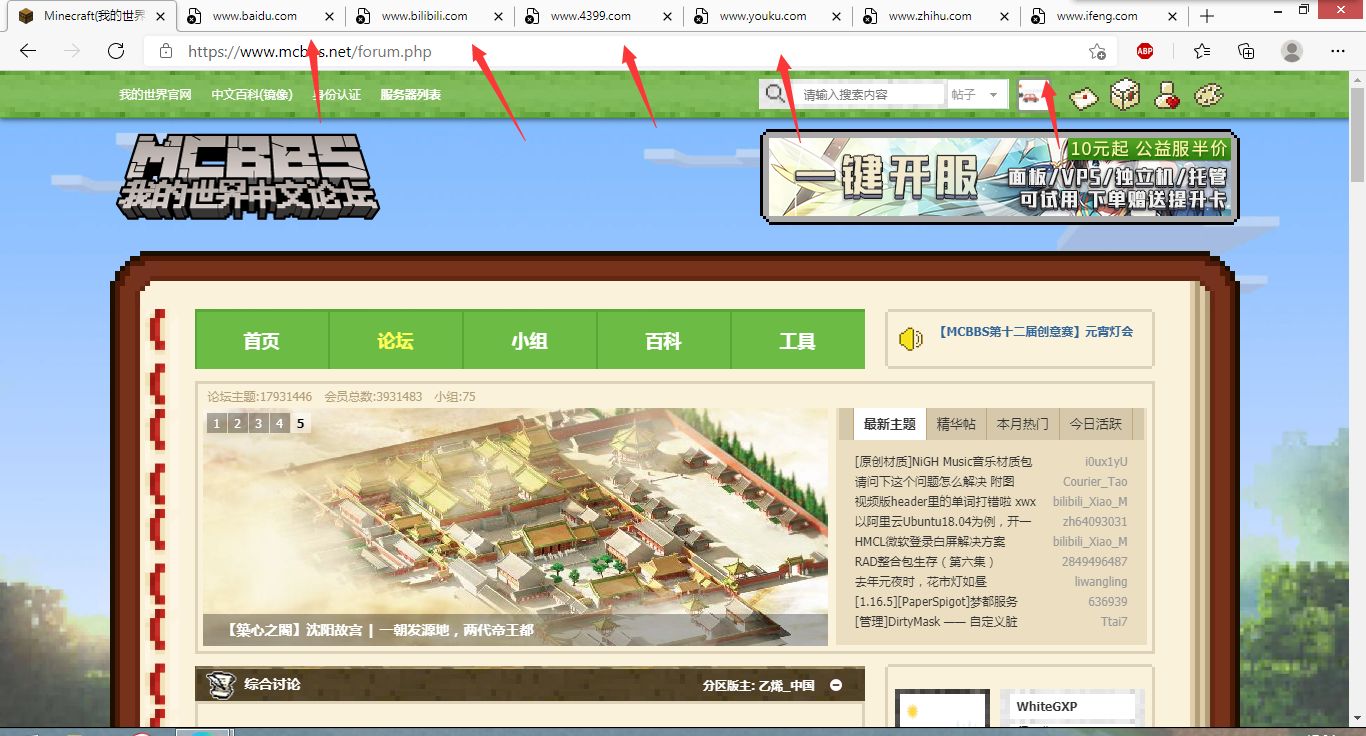 Minecraft(我的世界
www.baidu.com
www.bilibili.com
www.4399.com
www.youku.com
www.zhihu.com
www.ifeng.com
https://www.mcbbs.net/forum.php
ABP
我的世界官网 中文百科(镜像) 身份认证 服务器列表
请输入搜索内容 帖子
MCBBS
我的世界中文论坛
10元起 公益服半价
一键开服
面板/VPS/独立机/托管
可试用 下单赠送提升卡
首页 论坛 小组 百科 工具
【MCBBS第十二届创意赛】元宵灯会
论坛主题:17931446 会员总数:3931483 小组:75
1 2 3 4 5
【築心之阁】沈阳故宫 | 一朝发源地，两代帝王都
最新主题 精华帖 本月热门 今日活跃
[原创材质]NiGH Music音乐材质包 i0ux1yU
请问下这个问题怎么解决 附图 Courier_Tao
视频版header里的单词打错啦 xwx bilibili_Xiao_M
以阿里云Ubuntu18.04为例，开一 zh64093031
HMCL微软登录白屏解决方案 bilibili_Xiao_M
RAD整合包生存（第六集） 2849496487
去年元夜时，花市灯如昼 liwangling
[1.16.5][PaperSpigot]梦都服务 636939
[管理]DirtyMask —— 自定义脏 Ttai7
综合讨论 分区版主: 乙烯_中国
WhiteGXP